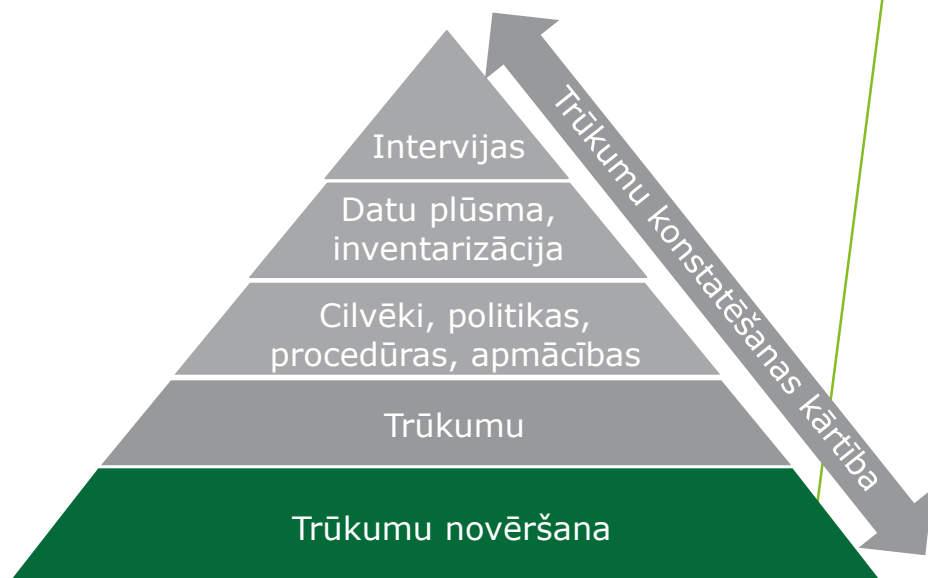 Intervijas
Datu plūsma,
inventarizācija
Cilvēki, politikas,
procedūras, apmācības
Trūkumu
Trūkumu novēršana
Trūkumu konstatēšanas kārtība